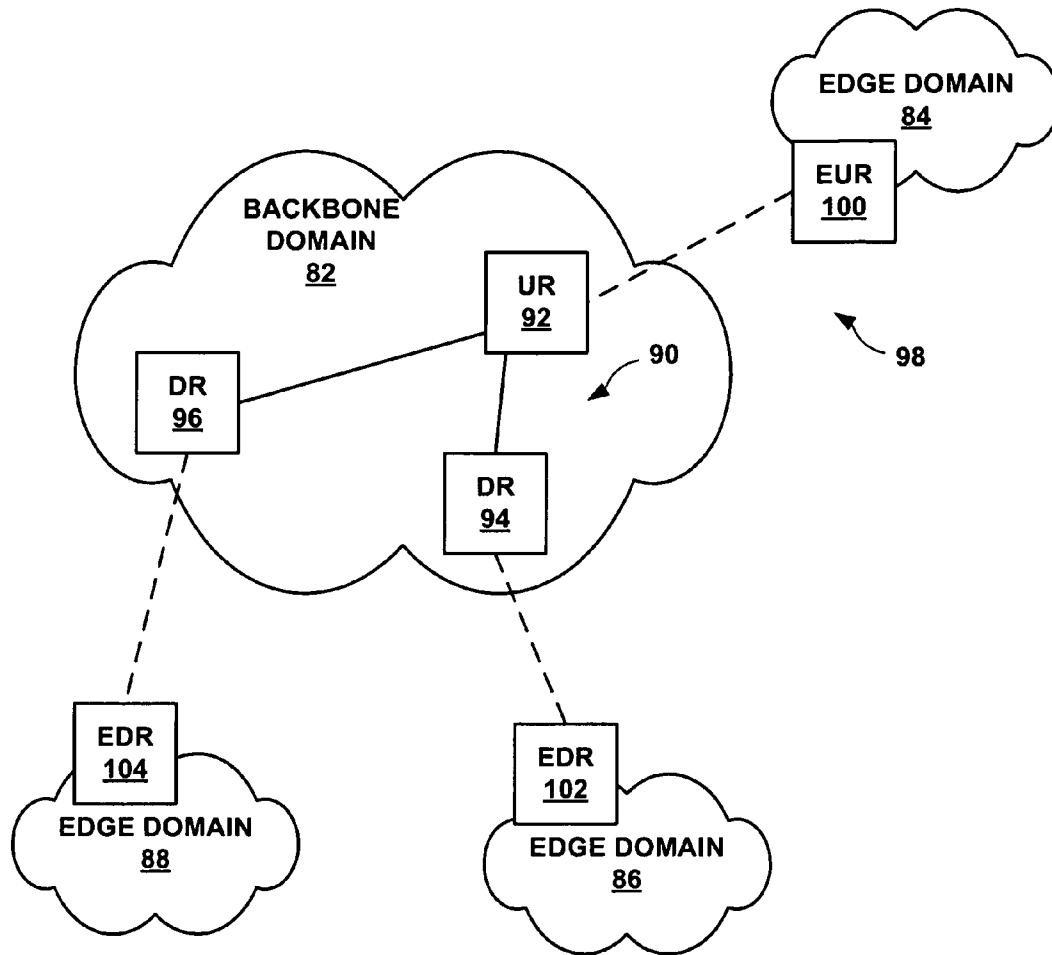 EDGE DOMAIN
84
EUR
100
BACKBONE
DOMAIN
82
UR
92
90
98
DR
96
DR
94
EDR
104
EDGE DOMAIN
88
EDR
102
EDGE DOMAIN
86